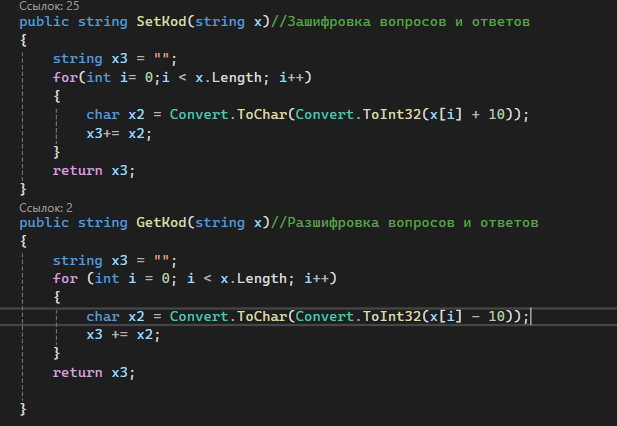 Ссылок: 25
public string SetKod(string x)//Зашифровка вопросов и ответов
{
string x3 = "";
for(int i= 0;i < x.Length; i++)
{
char x2 = Convert.ToChar(Convert.ToInt32(x[i] + 10));
x3+= x2;
}
return x3;
}
Ссылок: 2
public string GetKod(string x)//Разшифровка вопросов и ответов
{
string x3 = "";
for (int i = 0; i < x.Length; i++)
{
char x2 = Convert.ToChar(Convert.ToInt32(x[i] - 10));
x3 += x2;
}
return x3;
}